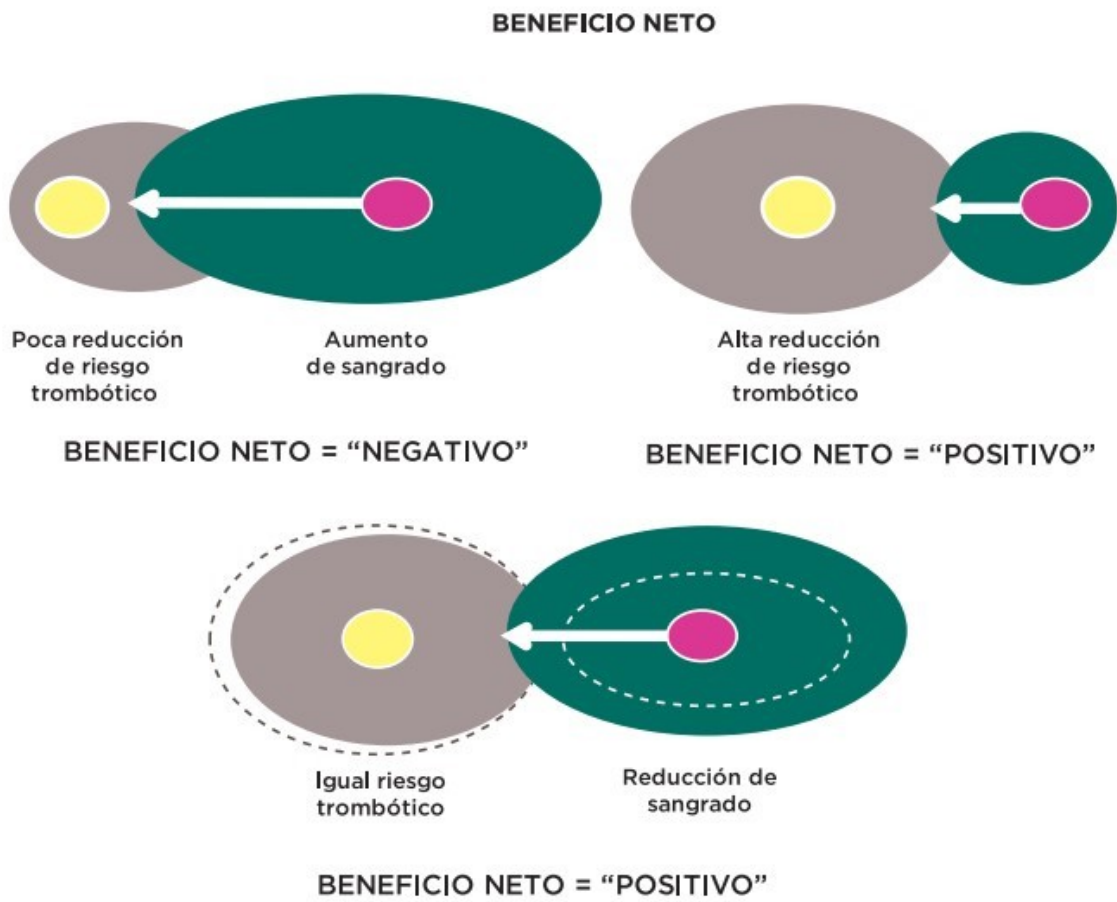 BENEFICIO NETO
Poca reducción
de riesgo
trombótico
Aumento
de sangrado
Alta reducción
de riesgo
trombótico
BENEFICIO NETO = “NEGATIVO”
BENEFICIO NETO = “POSITIVO”
Igual riesgo
trombótico
Reducción de
sangrado
BENEFICIO NETO = “POSITIVO”